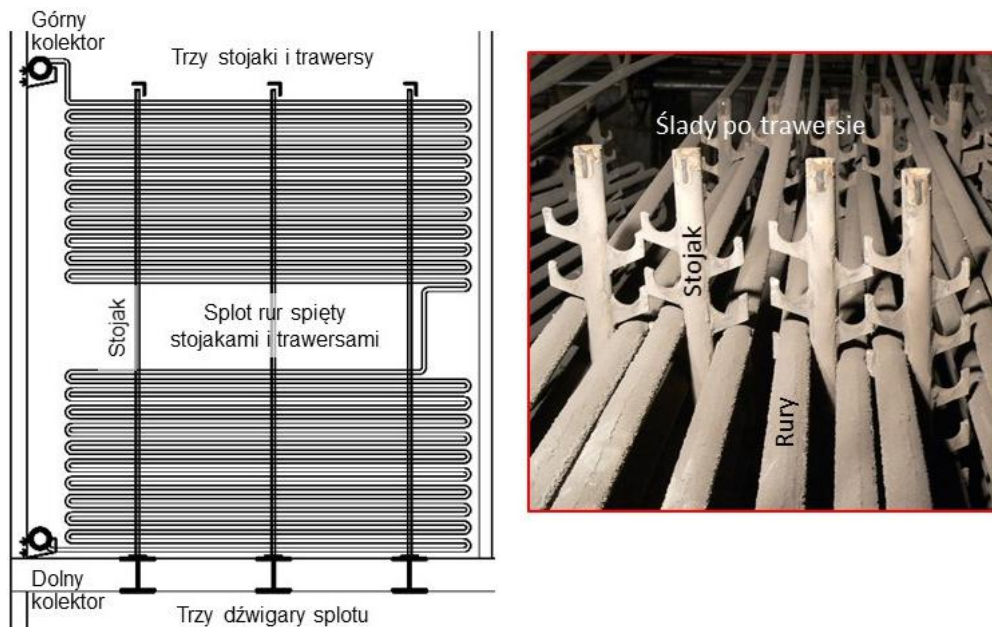 Górny
kolektor
Trzy stojaki i trawersy
Stojak
Splot rur spięty
stojakami i trawersami
Dolny
kolektor
Trzy dźwigary splotu
Ślady po trawersie
Stojak
Rury